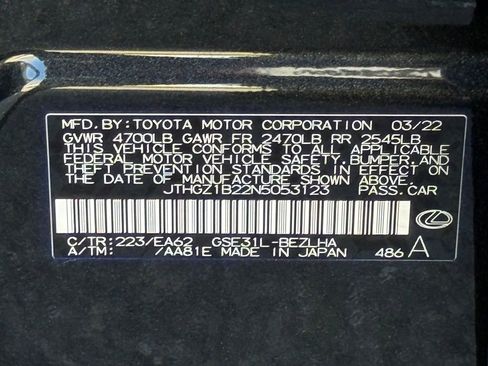 MFD.BY:TOYOTA MOTOR CORPORATION 03/22
GVWR 4700LB GAWR FR 2470LB RR 2545LB
THIS VEHICLE CONFORMS TO ALL APPLICABLE
FEDERAL MOTOR VEHICLE SAFETY,BUMPER,AND
THEFT PREVENTION STANDARDS IN EFFECT ON
THE DATE OF MANUFACTURE SHOWN ABOVE.
JTHGZ1B22N5053123 PASS.CAR
C/TR:223/EA62 GSE31L-BEZLHA
A/TM: /AA81E MADE IN JAPAN 486 A